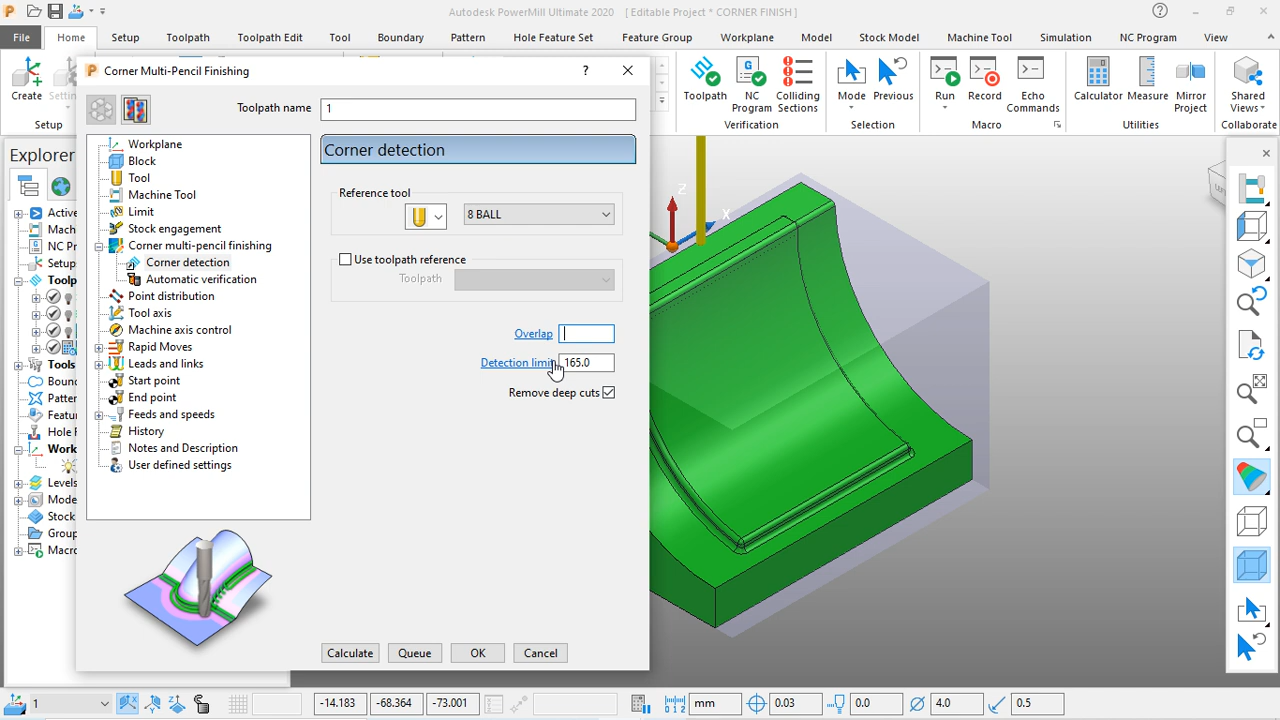 Autodesk PowerMill Ultimate 2020 [ Editable Project * CORNER FINISH ]
File Home Setup Toolpath Toolpath Edit Tool Boundary Pattern Hole Feature Set Feature Group Workplane Model Stock Model Machine Tool Simulation NC Program View
Create
Setup
Toolpath NC Program Colliding Sections Mode Previous Run Record Echo Commands Calculator Measure Mirror Project Shared Views
Verification Selection Macro Utilities Collaborate
Explorer
Active
Mach
NC Pr
Setup
Toolp
Tools
Bound
Patter
Featu
Hole F
Work
Levels
Mode
Stock
Group
Macro
Corner Multi-Pencil Finishing
?
Toolpath name 1
Workplane
Block
Tool
Machine Tool
Limit
Stock engagement
Corner multi-pencil finishing
Corner detection
Automatic verification
Point distribution
Tool axis
Machine axis control
Rapid Moves
Leads and links
Start point
End point
Feeds and speeds
History
Notes and Description
User defined settings
Corner detection
Reference tool
8 BALL
Use toolpath reference
Toolpath
Overlap
Detection limit 165.0
Remove deep cuts
Calculate Queue OK Cancel
Z
X
1 -14.183 -68.364 -73.001 mm 0.03 0.0 4.0 0.5